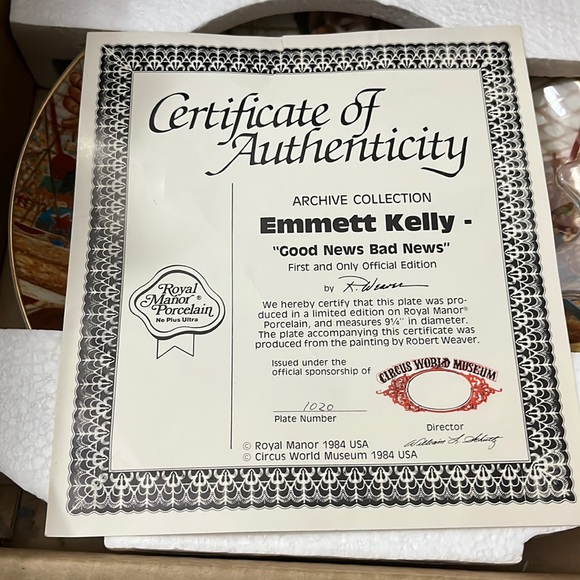 Certificate of
Authenticity
ARCHIVE COLLECTION
Emmett Kelly -
"Good News Bad News"
First and Only Official Edition
by R. Weaver
We hereby certify that this plate was pro-
duced in a limited edition on Royal Manor®
Porcelain, and measures 9¼" in diameter.
The plate accompanying this certificate was
produced from the painting by Robert Weaver.
Issued under the
official sponsorship of
CIRCUS WORLD MUSEUM
1020
Plate Number
Director
William L.
© Royal Manor 1984 USA
© Circus World Museum 1984 USA
Royal
Manor®
Porcelain
Ne Plus Ultra